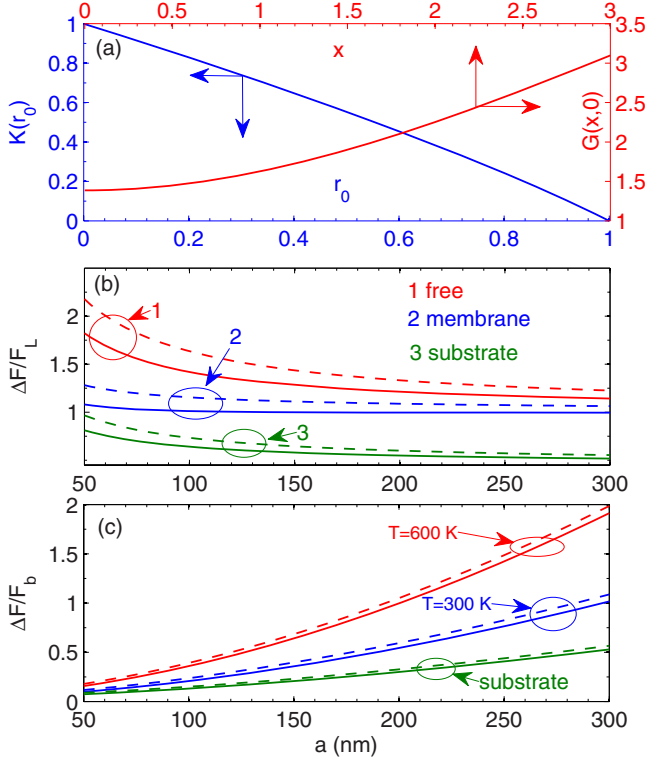 0 0.5 1 1.5 2 2.5 3
(a)
x
1 0.8 0.6 0.4 0.2 0
K(r0)
3.5 3 2.5 2 1.5 1
G(x,0)
r0
0 0.2 0.4 0.6 0.8 1
(b)
1
2
3
1 free
2 membrane
3 substrate
2 1.5 1 0.5
ΔF/FL
50 100 150 200 250 300
(c)
T=600 K
T=300 K
substrate
2 1.5 1 0.5 0
ΔF/Fb
50 100 150 200 250 300
a (nm)